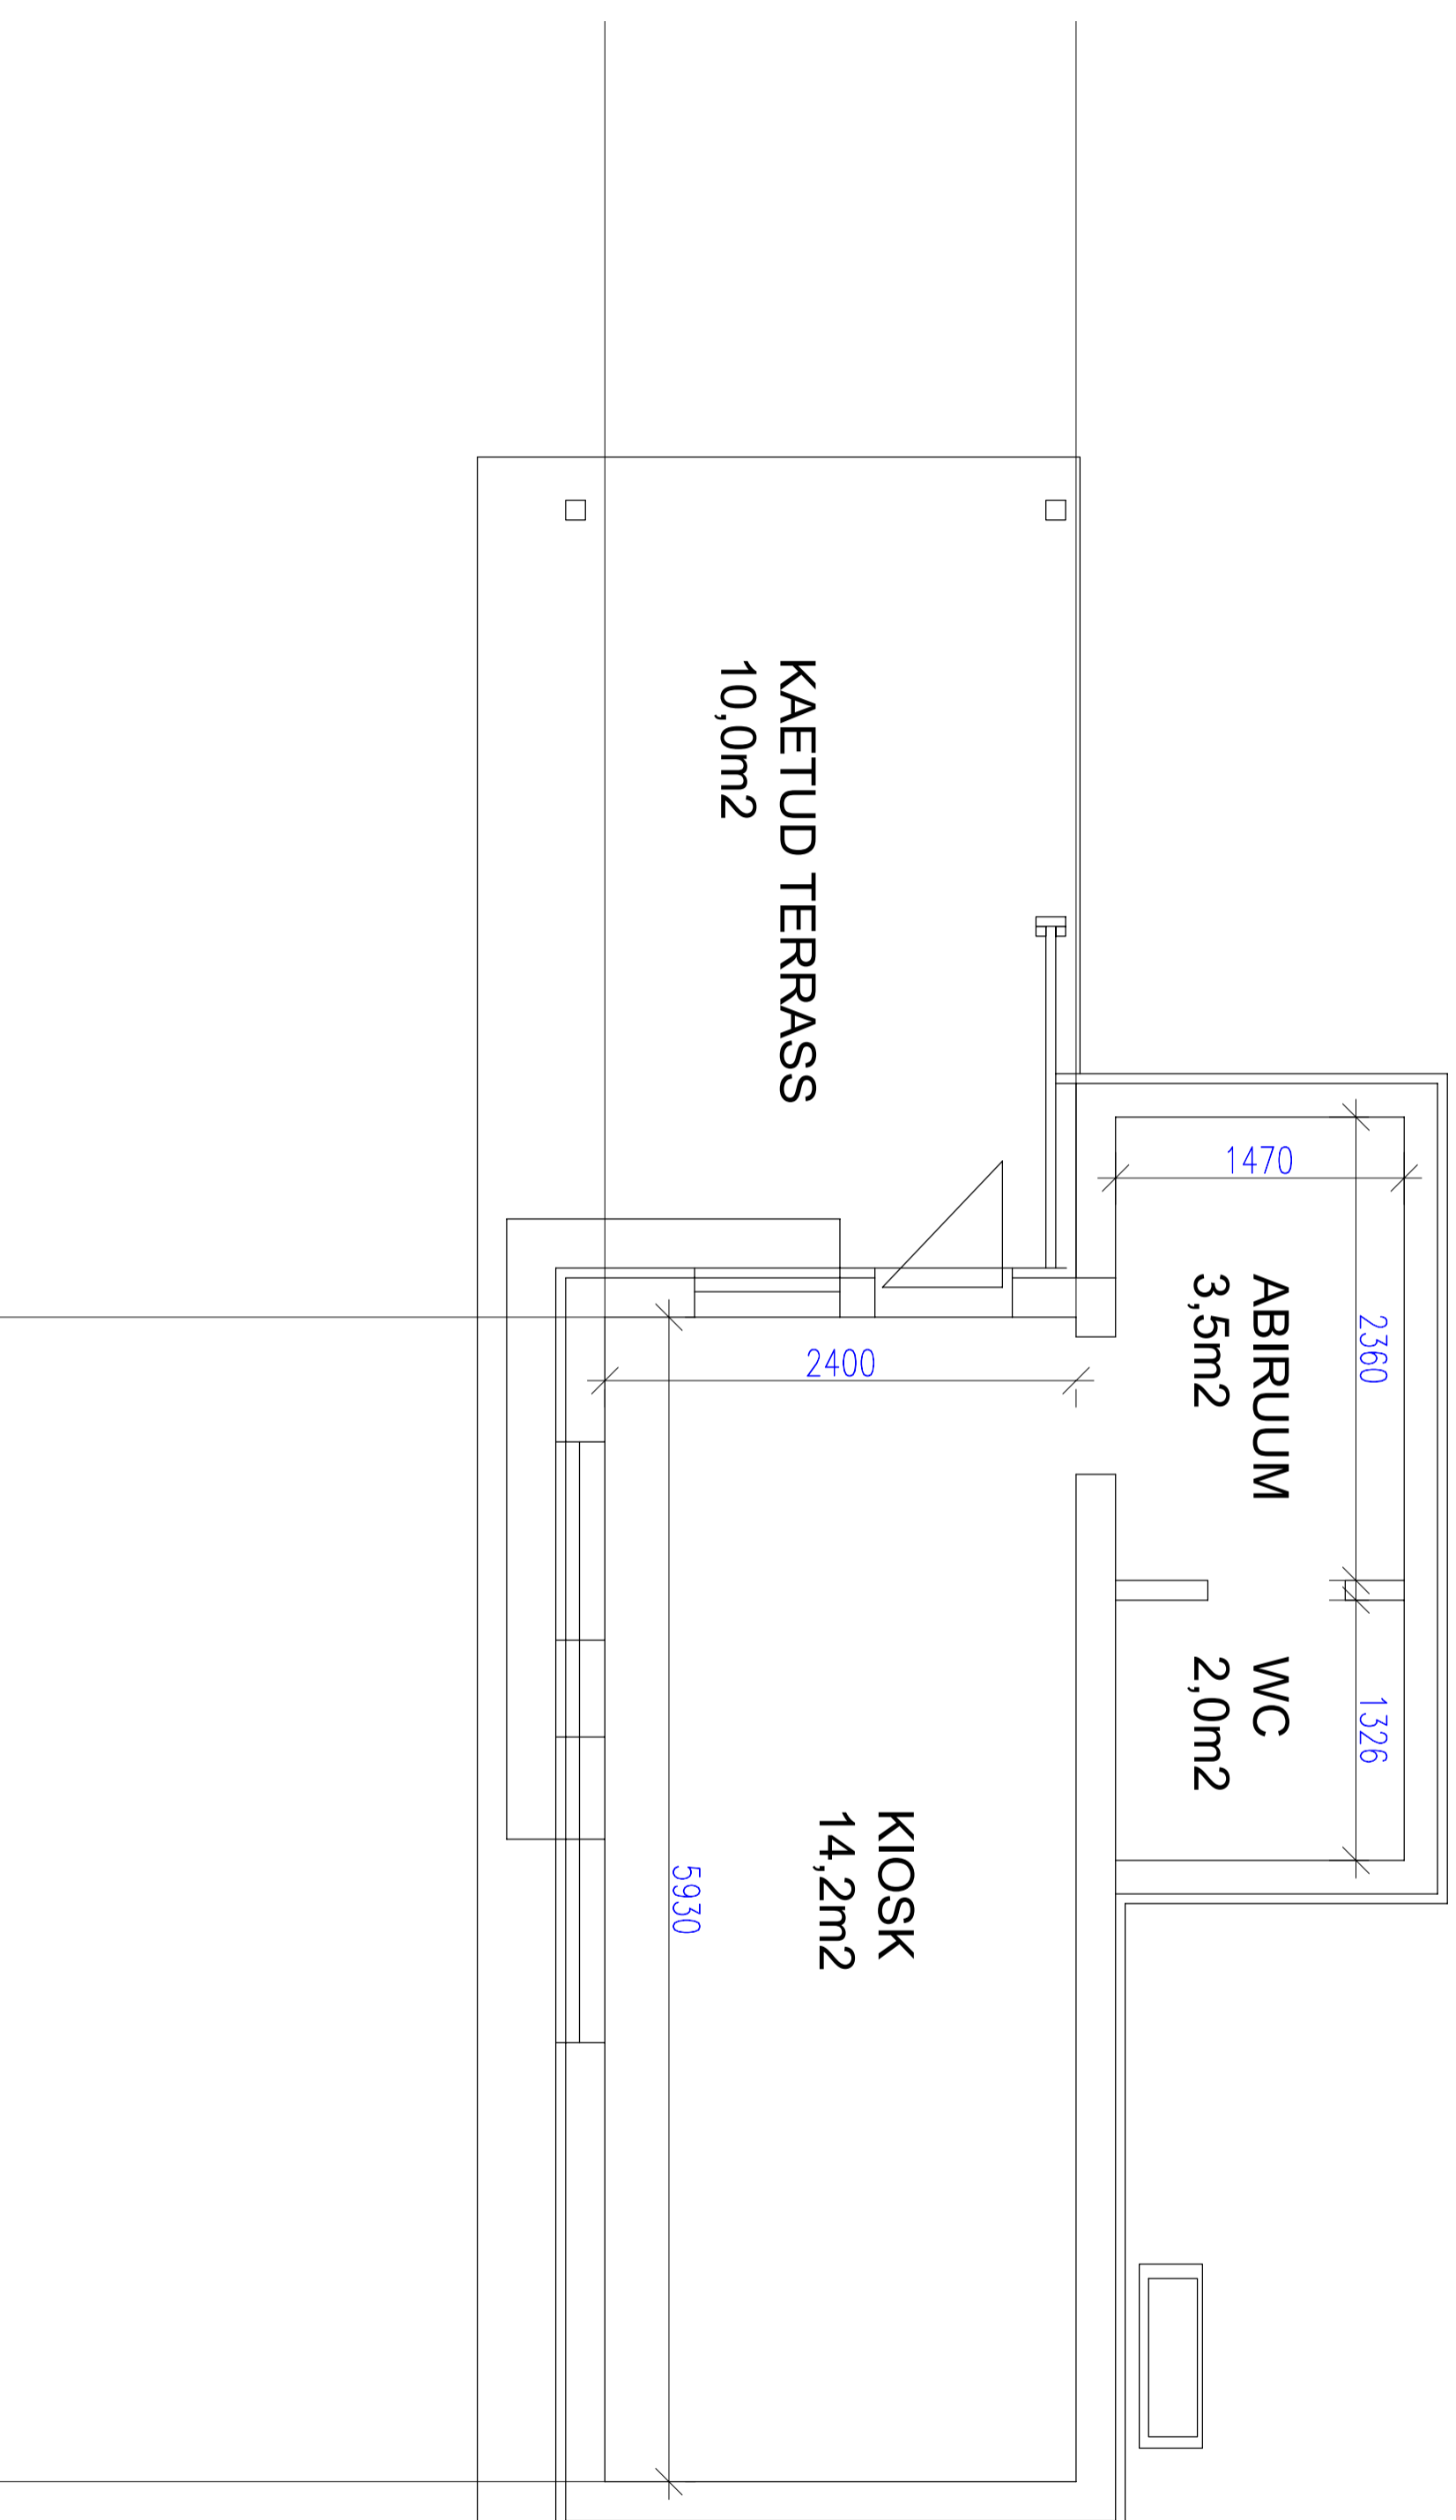 KAETUD TERRASS
10,0m2
1470
ABIRUUM
3,5m2
2360
2400
WC
2,0m2
1326
KIOSK
14,2m2
5930